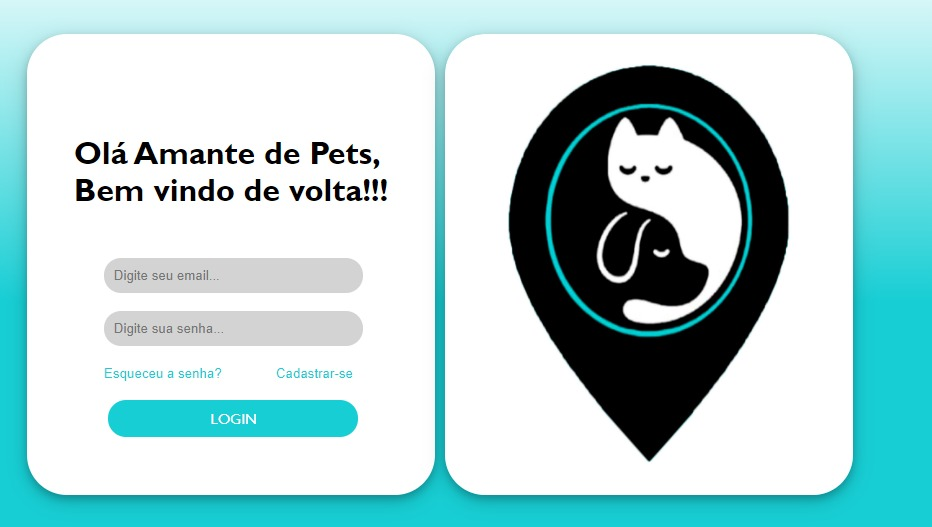 Olá Amante de Pets,
Bem vindo de volta!!!
Digite seu email...
Digite sua senha...
Esqueceu a senha? Cadastrar-se
LOGIN